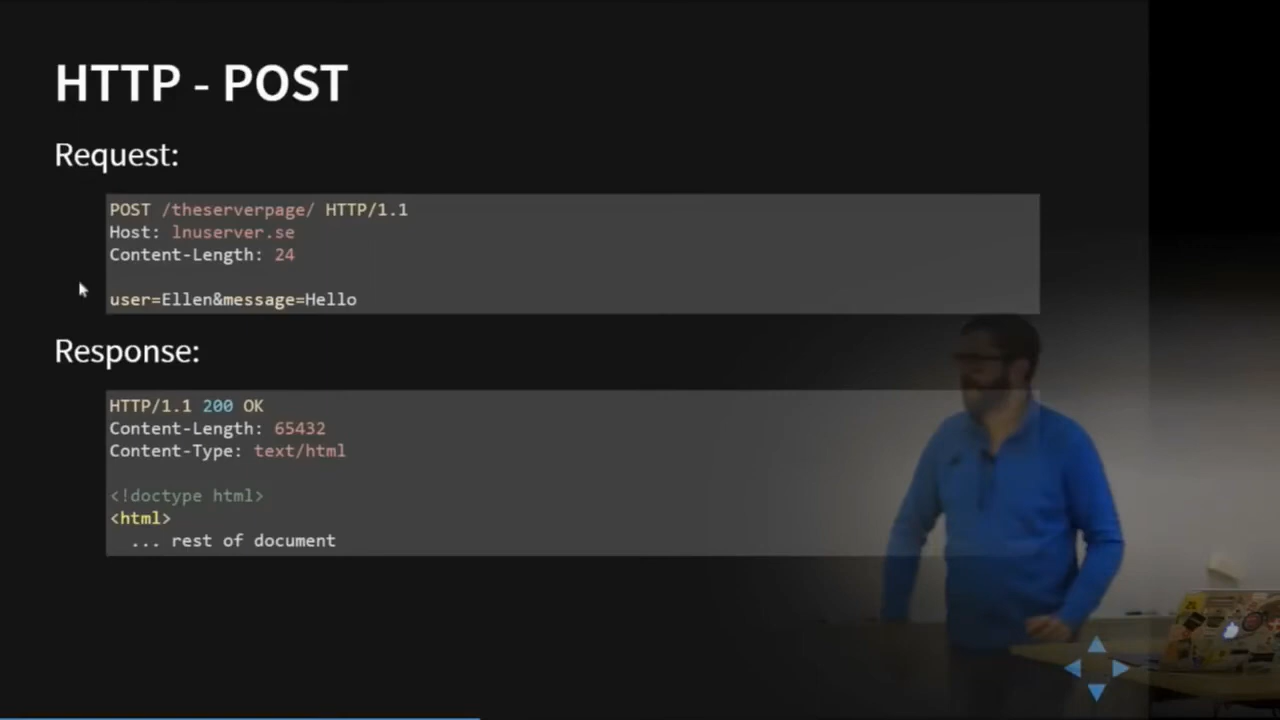 HTTP - POST
Request:
POST /theserverpage/ HTTP/1.1
Host: lnuserver.se
Content-Length: 24
user=Ellen&message=Hello
Response:
HTTP/1.1 200 OK
Content-Length: 65432
Content-Type: text/html
<!doctype html>
<html>
... rest of document